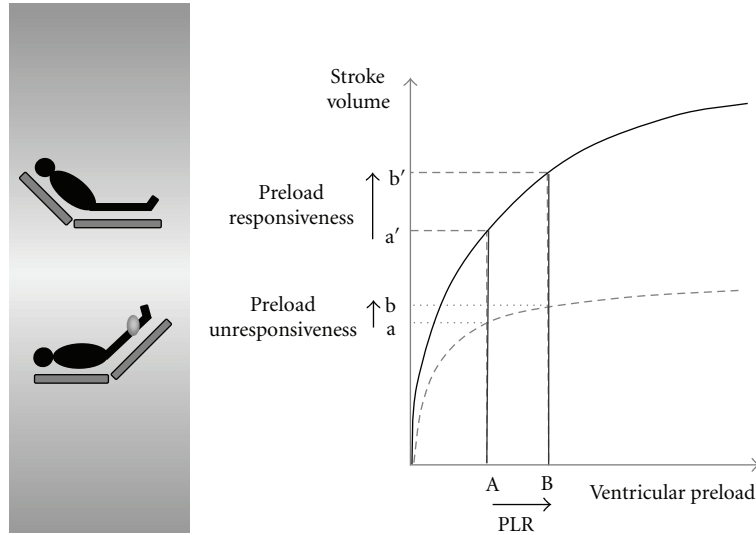 Stroke
volume
b′
Preload
responsiveness
a′
Preload
unresponsiveness
b
a
A
B
Ventricular preload
PLR